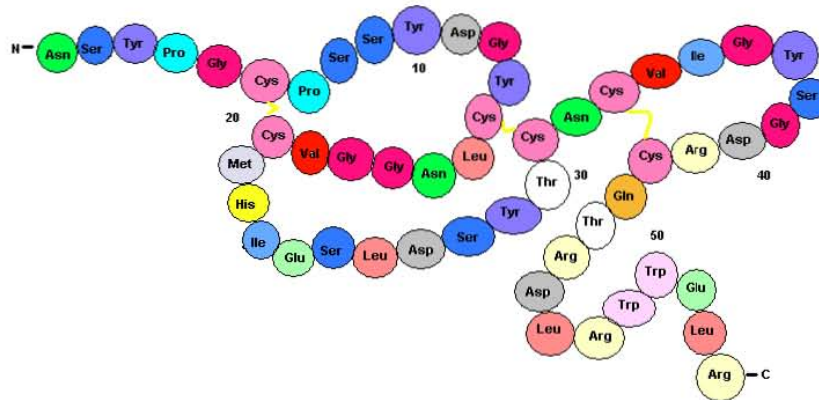 N – Asn Ser Tyr Pro Gly Cys Pro Ser Ser Tyr Asp Gly Tyr Cys
10
Leu Asn Gly Gly Val Cys
20
Met His Ile Glu Ser Leu Asp Ser Tyr Thr
30
Cys Asn Cys Val Ile Gly Tyr Ser Gly Asp
40
Arg Cys Gln Thr Arg Asp Leu Arg Trp Trp
50
Glu Leu Arg – C